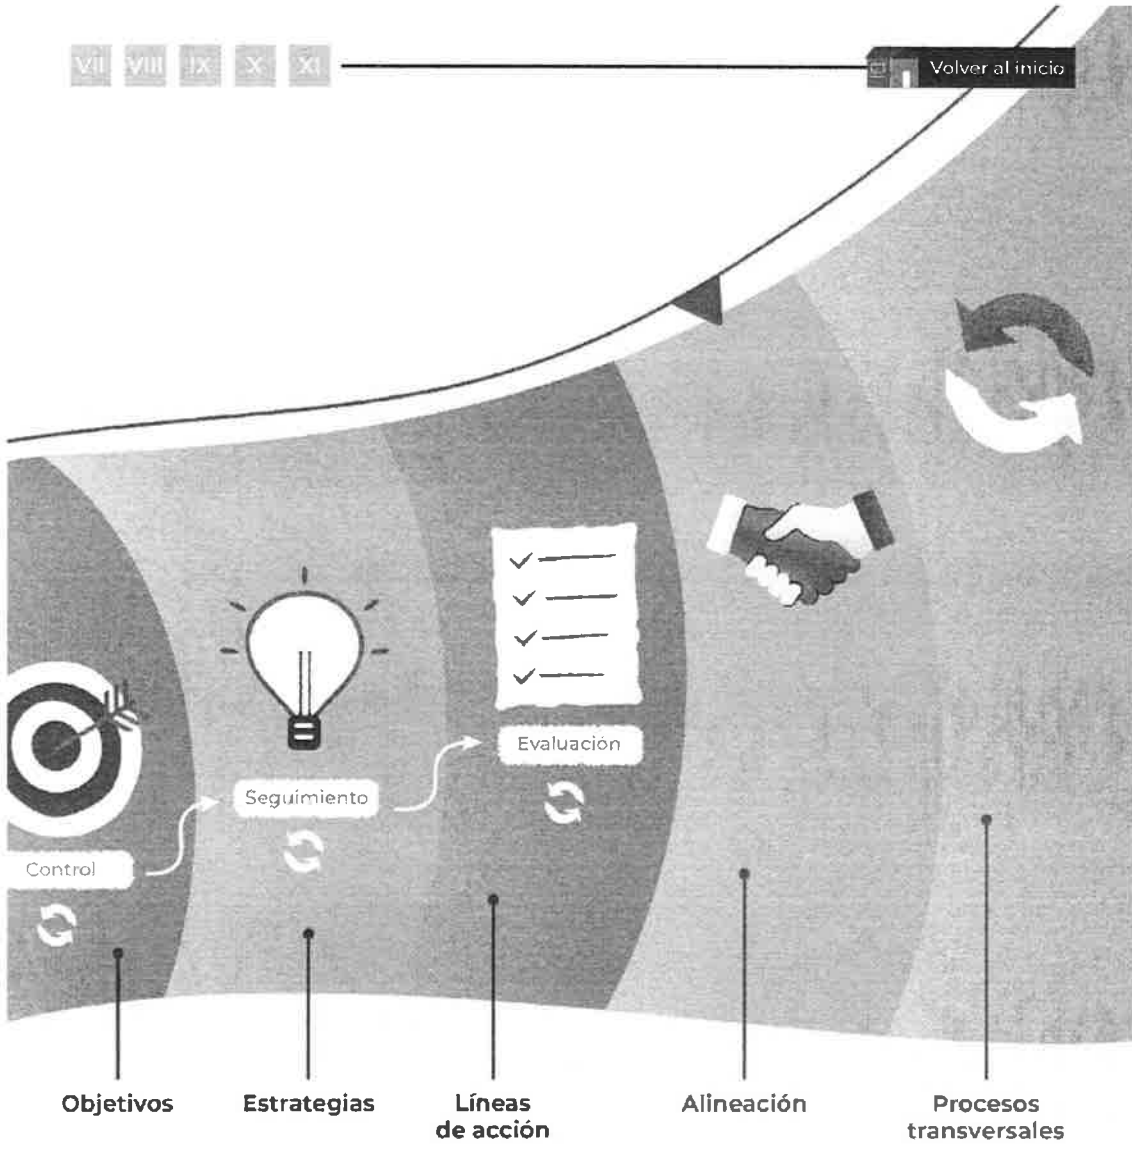 VII VIII IX X XI
Volver al inicio
Evaluación
Seguimiento
Control
Objetivos
Estrategias
Líneas
de acción
Alineación
Procesos
transversales